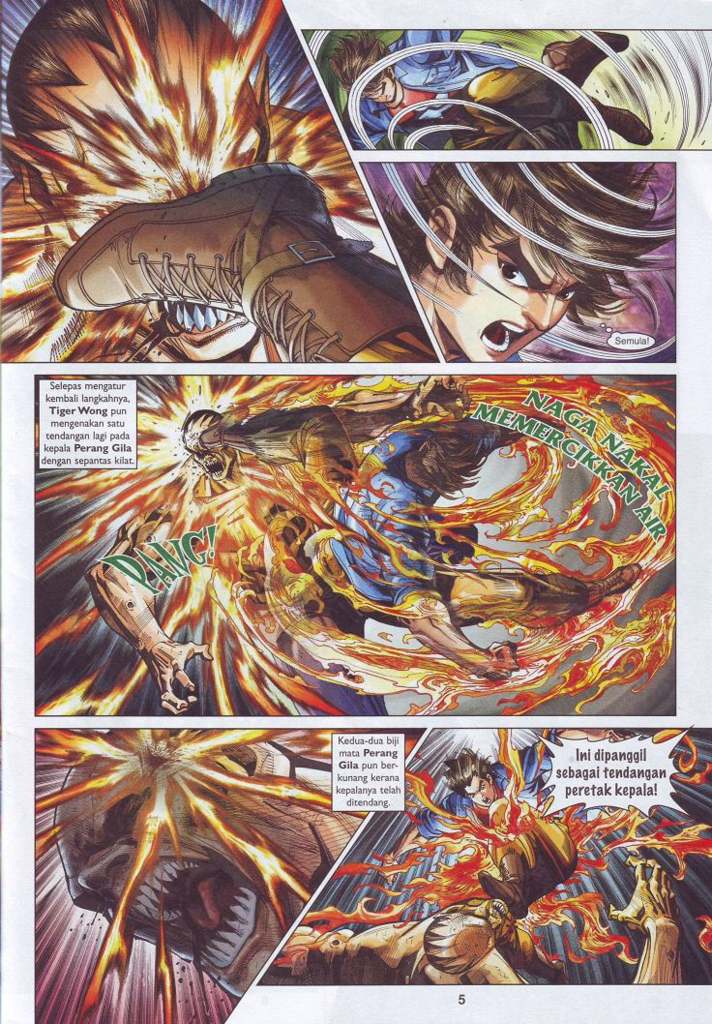 Semula!
Selepas mengatur
kembali langkahnya,
Tiger Wong pun
mengenakan satu
tendangan lagi pada
kepala Perang Gila
dengan sepantas kilat.
NAGA NAKAL
MEMERCIKKAN AIR
PANG!
Kedua-dua biji
mata Perang
Gila pun ber-
kunang kerana
kepalanya telah
ditendang.
Ini dipanggil
sebagai tendangan
peretak kepala!
5